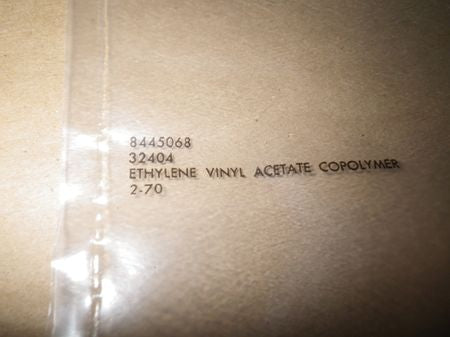 8445068
32404
ETHYLENE VINYL ACETATE COPOLYMER
2-70